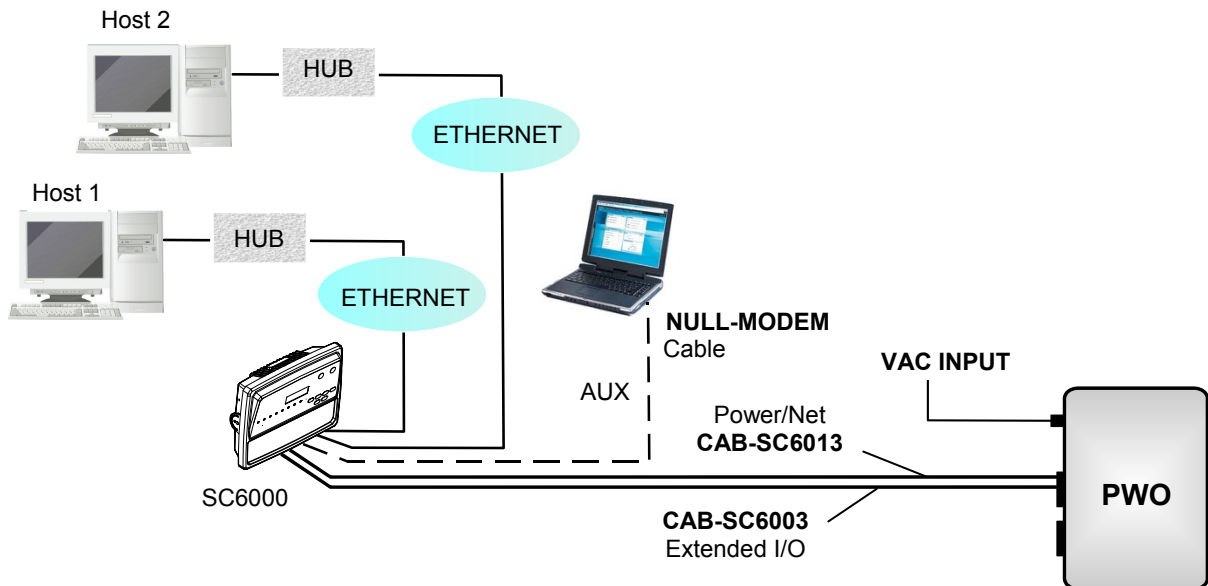 Host 2
HUB
ETHERNET
Host 1
HUB
ETHERNET
NULL-MODEM
Cable
AUX
VAC INPUT
Power/Net
CAB-SC6013
SC6000
CAB-SC6003
Extended I/O
PWO